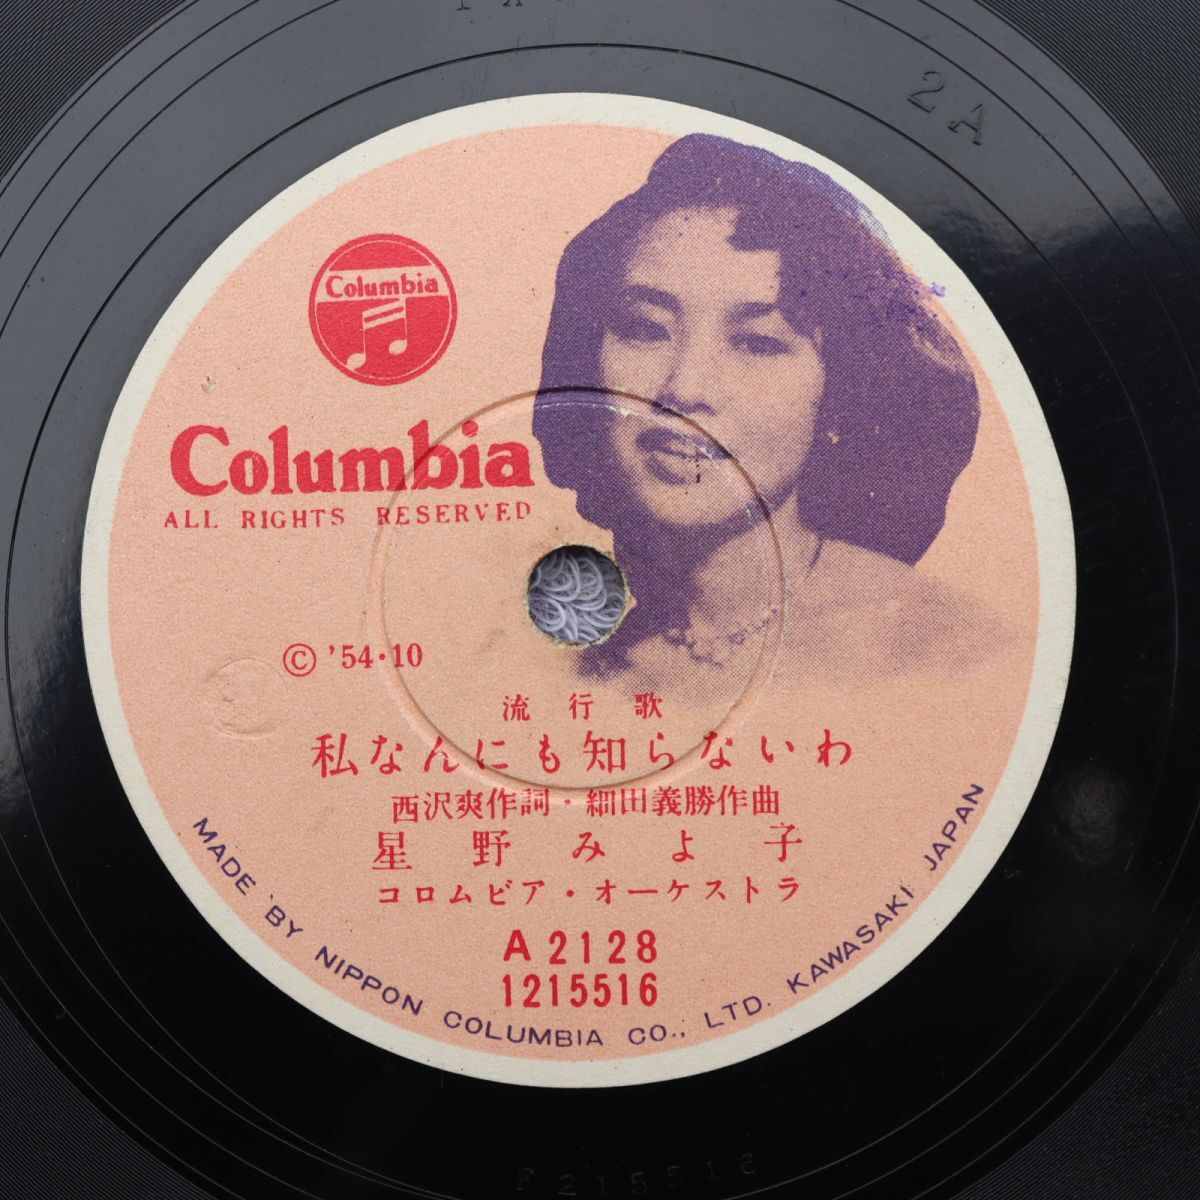 2A
Columbia
Columbia
ALL RIGHTS RESERVED
© '54・10
流行歌
私なんにも知らないわ
西沢爽作詞・細田義勝作曲
星野みよ子
コロムビア・オーケストラ
A2128
1215516
MADE BY NIPPON COLUMBIA CO., LTD. KAWASAKI JAPAN
F215516